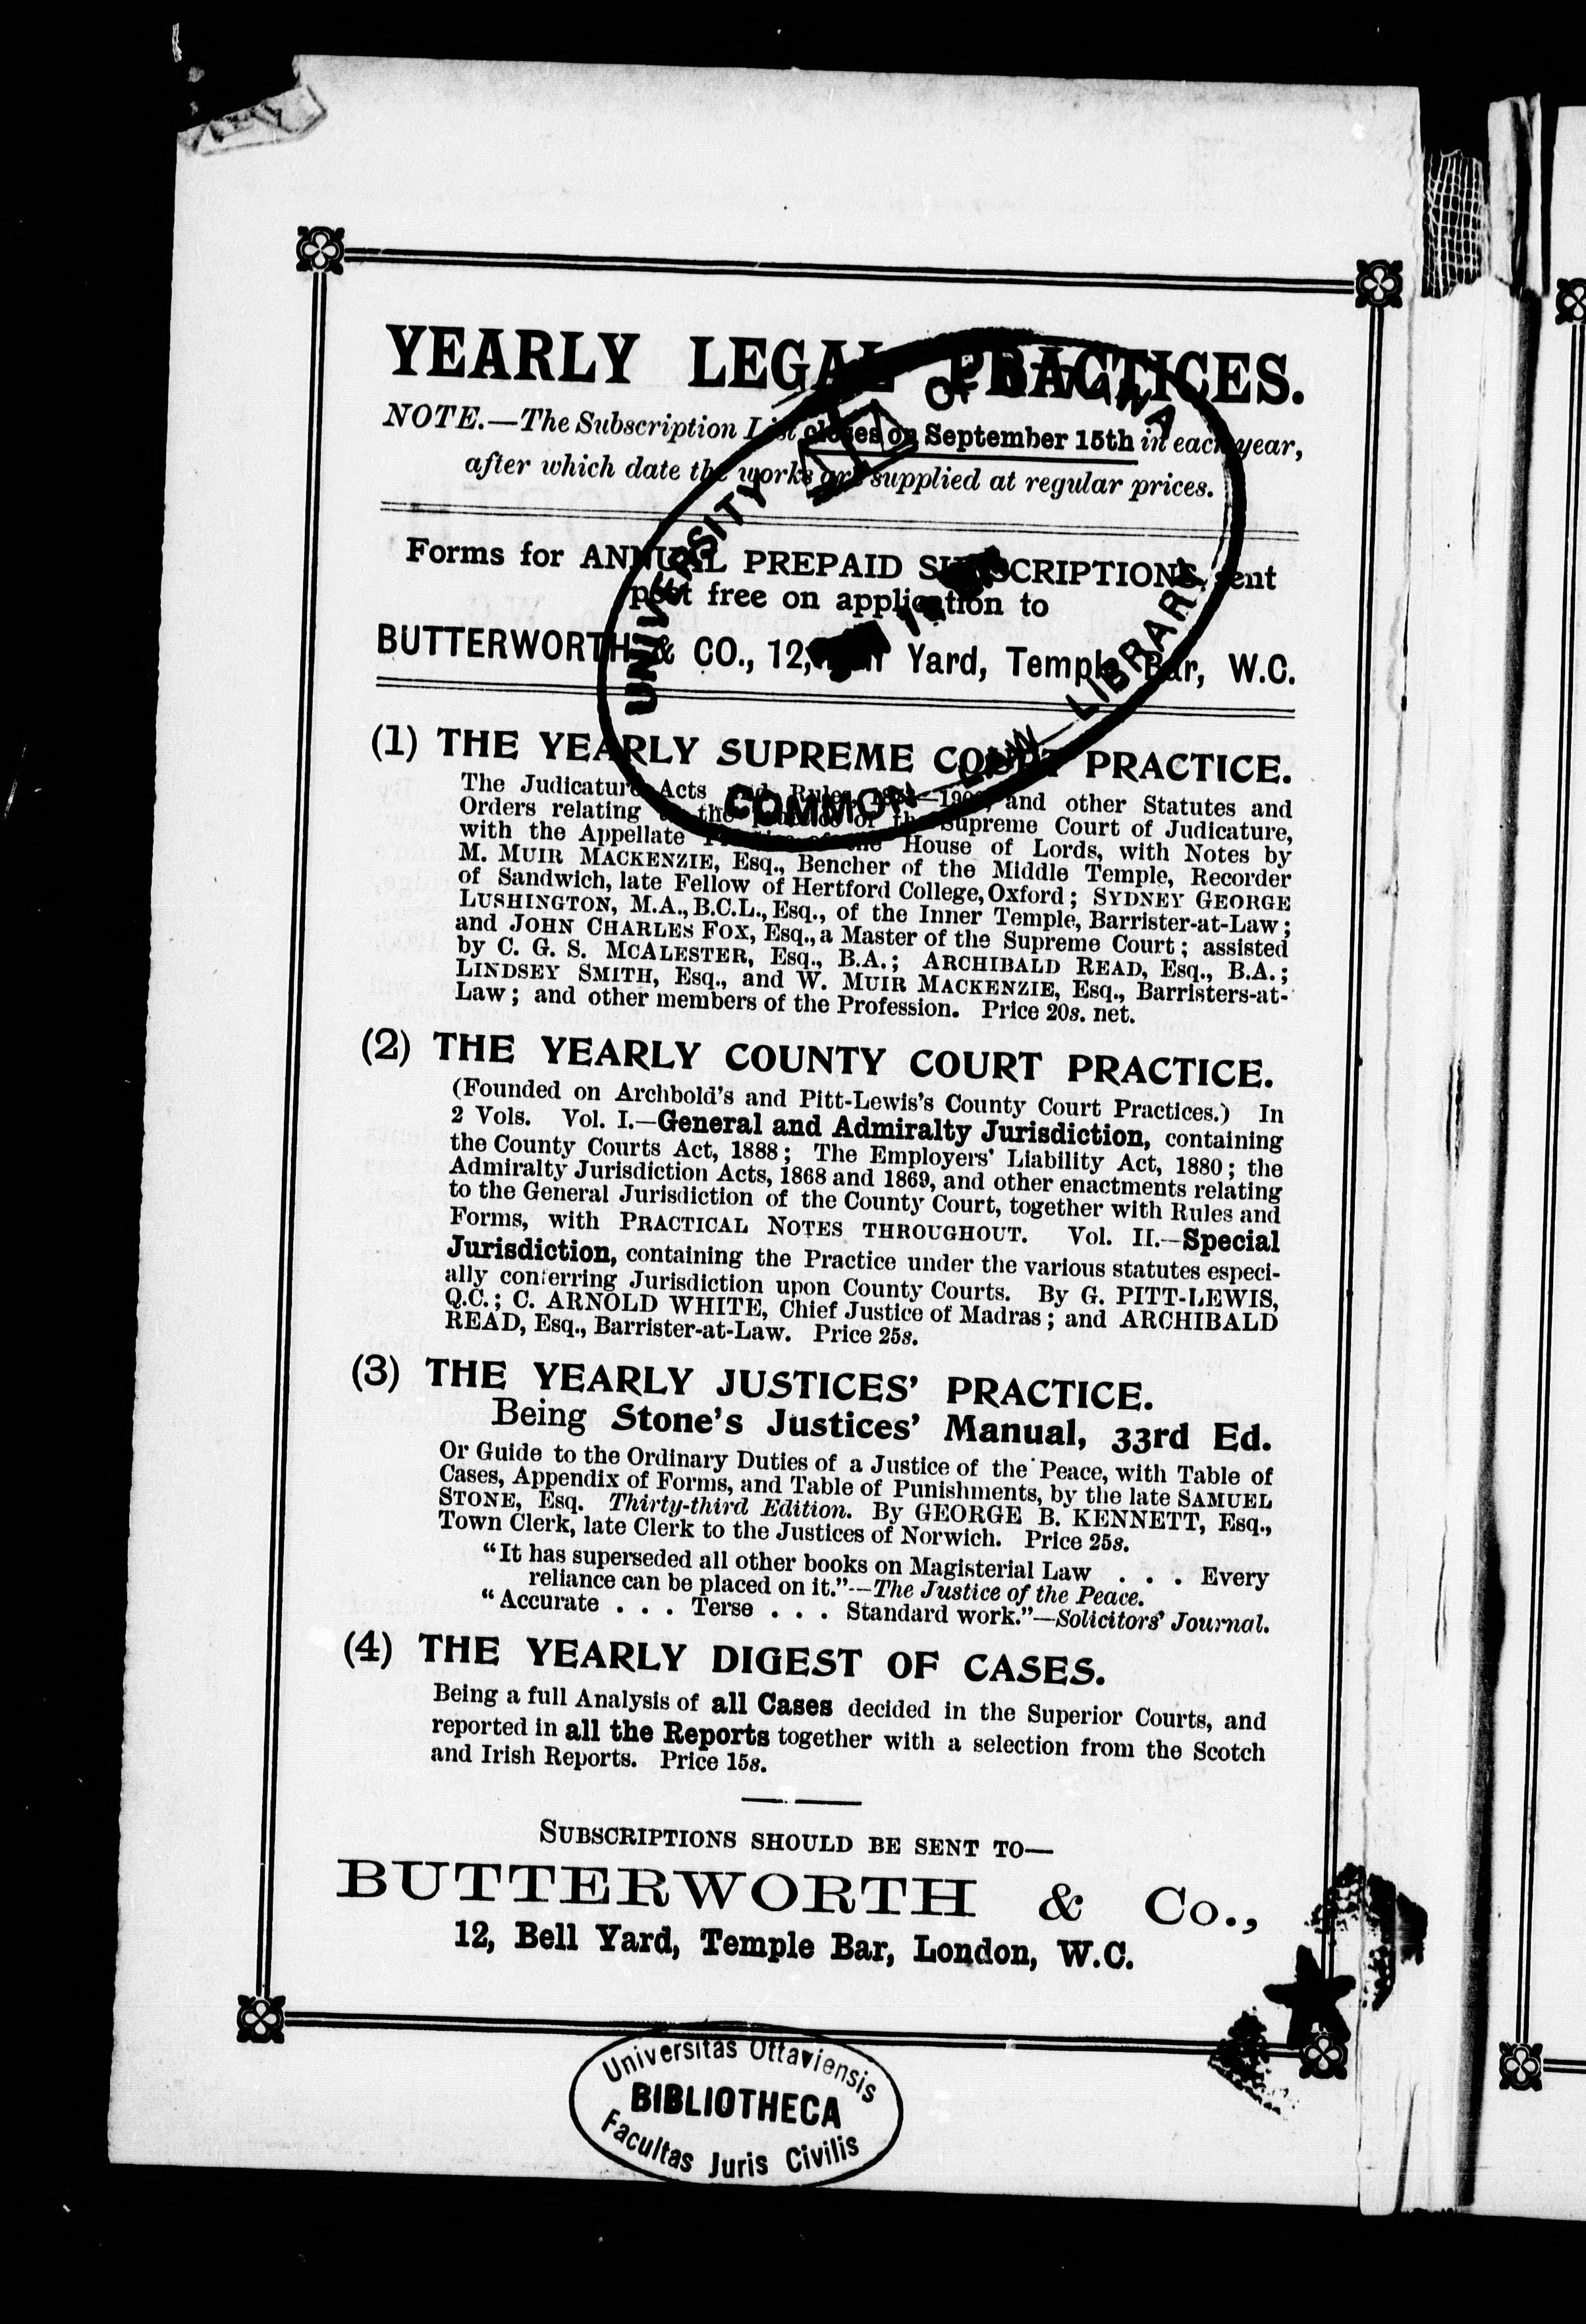 YEARLY LEGAL PRACTICES.
NOTE.—The Subscription List closes on September 15th in each year,
after which date the works are supplied at regular prices.
Forms for ANNUAL PREPAID SUBSCRIPTIONS sent
post free on application to
BUTTERWORTH & CO., 12, Bell Yard, Temple Bar, W.C.
UNIVERSITY OF OTTAWA
COMMON LAW LIBRARY
(1) THE YEARLY SUPREME COURT PRACTICE.
The Judicature Acts and Rules, and other Statutes and
Orders relating to the Practice of the Supreme Court of Judicature,
with the Appellate Practice of the House of Lords, with Notes by
M. MUIR MACKENZIE, Esq., Bencher of the Middle Temple, Recorder
of Sandwich, late Fellow of Hertford College, Oxford; SYDNEY GEORGE
LUSHINGTON, M.A., B.C.L., Esq., of the Inner Temple, Barrister-at-Law;
and JOHN CHARLES FOX, Esq., a Master of the Supreme Court; assisted
by C. G. S. MCALESTER, Esq., B.A.; ARCHIBALD READ, Esq., B.A.;
LINDSEY SMITH, Esq., and W. MUIR MACKENZIE, Esq., Barristers-at-
Law; and other members of the Profession. Price 20s. net.
(2) THE YEARLY COUNTY COURT PRACTICE.
(Founded on Archbold's and Pitt-Lewis's County Court Practices.) In
2 Vols. Vol. I.—General and Admiralty Jurisdiction, containing
the County Courts Act, 1888; The Employers' Liability Act, 1880; the
Admiralty Jurisdiction Acts, 1868 and 1869, and other enactments relating
to the General Jurisdiction of the County Court, together with Rules and
Forms, with PRACTICAL NOTES THROUGHOUT. Vol. II.—Special
Jurisdiction, containing the Practice under the various statutes especi-
ally conferring Jurisdiction upon County Courts. By G. PITT-LEWIS,
Q.C.; C. ARNOLD WHITE, Chief Justice of Madras; and ARCHIBALD
READ, Esq., Barrister-at-Law. Price 25s.
(3) THE YEARLY JUSTICES' PRACTICE.
Being Stone's Justices' Manual, 33rd Ed.
Or Guide to the Ordinary Duties of a Justice of the Peace, with Table of
Cases, Appendix of Forms, and Table of Punishments, by the late SAMUEL
STONE, Esq. Thirty-third Edition. By GEORGE B. KENNETT, Esq.,
Town Clerk, late Clerk to the Justices of Norwich. Price 25s.
"It has superseded all other books on Magisterial Law . . . Every
reliance can be placed on it."—The Justice of the Peace.
"Accurate . . . Terse . . . Standard work."—Solicitors' Journal.
(4) THE YEARLY DIGEST OF CASES.
Being a full Analysis of all Cases decided in the Superior Courts, and
reported in all the Reports together with a selection from the Scotch
and Irish Reports. Price 15s.
SUBSCRIPTIONS SHOULD BE SENT TO—
BUTTERWORTH & Co.,
12, Bell Yard, Temple Bar, London, W.C.
Universitas Ottaviensis
BIBLIOTHECA
Facultas Juris Civilis